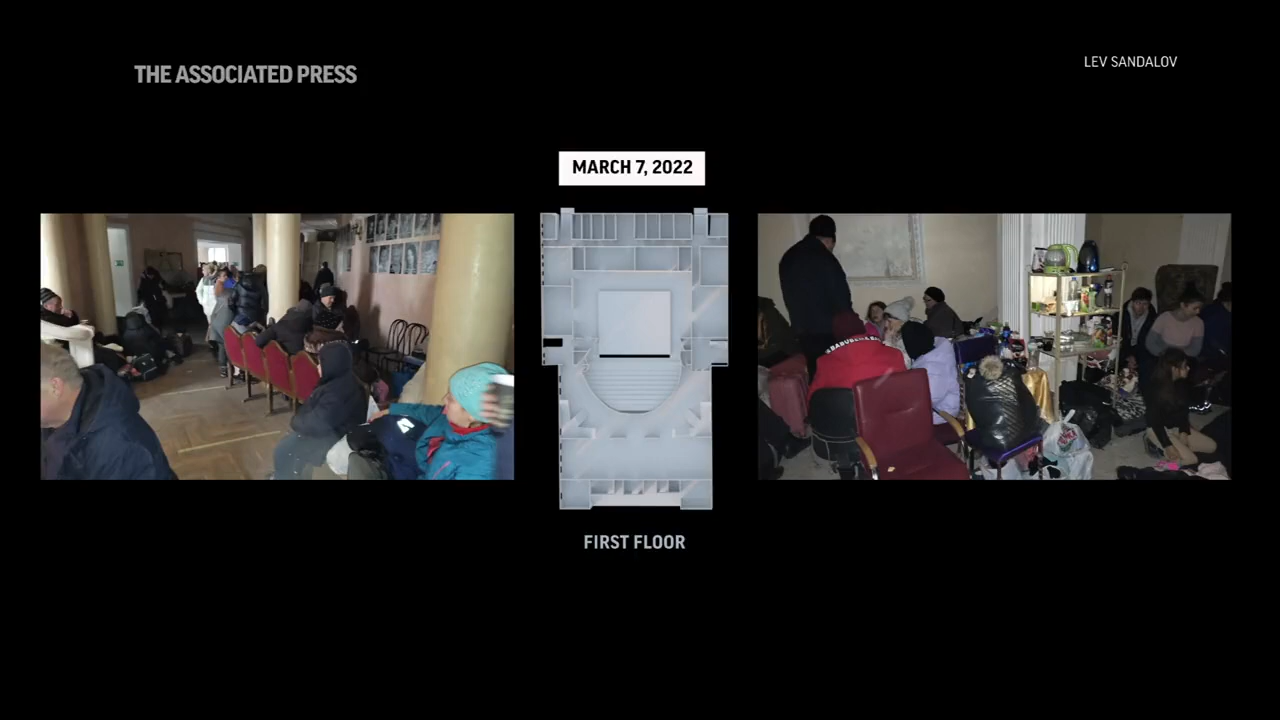 THE ASSOCIATED PRESS
LEV SANDALOV
MARCH 7, 2022
FIRST FLOOR